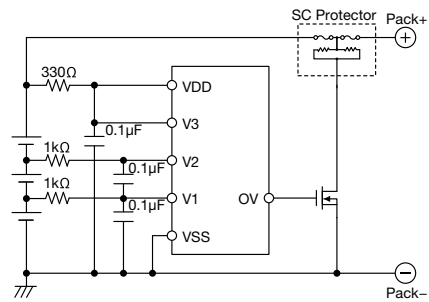 SC Protector
Pack+
330Ω
VDD
V3
0.1µF
1kΩ
V2
0.1µF
1kΩ
V1
OV
0.1µF
VSS
Pack−